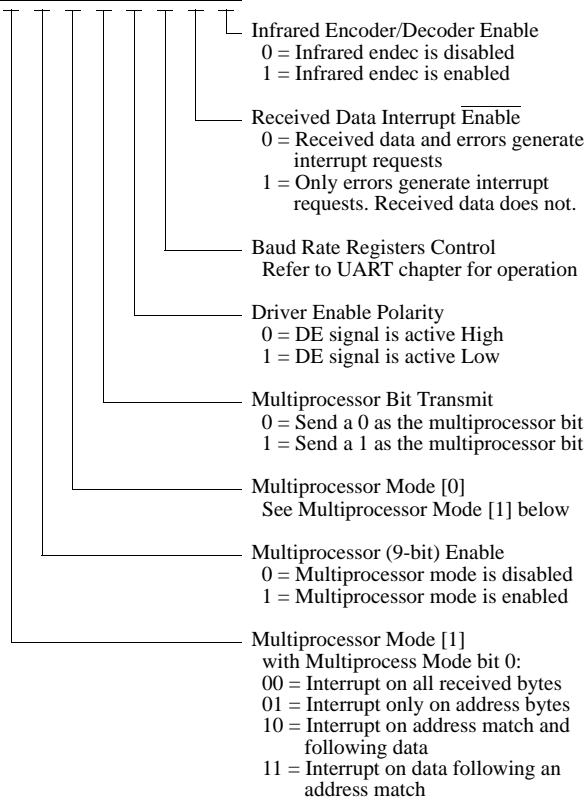 Infrared Encoder/Decoder Enable
0 = Infrared endec is disabled
1 = Infrared endec is enabled
Received Data Interrupt Enable
0 = Received data and errors generate
interrupt requests
1 = Only errors generate interrupt
requests. Received data does not.
Baud Rate Registers Control
Refer to UART chapter for operation
Driver Enable Polarity
0 = DE signal is active High
1 = DE signal is active Low
Multiprocessor Bit Transmit
0 = Send a 0 as the multiprocessor bit
1 = Send a 1 as the multiprocessor bit
Multiprocessor Mode [0]
See Multiprocessor Mode [1] below
Multiprocessor (9-bit) Enable
0 = Multiprocessor mode is disabled
1 = Multiprocessor mode is enabled
Multiprocessor Mode [1]
with Multiprocess Mode bit 0:
00 = Interrupt on all received bytes
01 = Interrupt only on address bytes
10 = Interrupt on address match and
following data
11 = Interrupt on data following an
address match